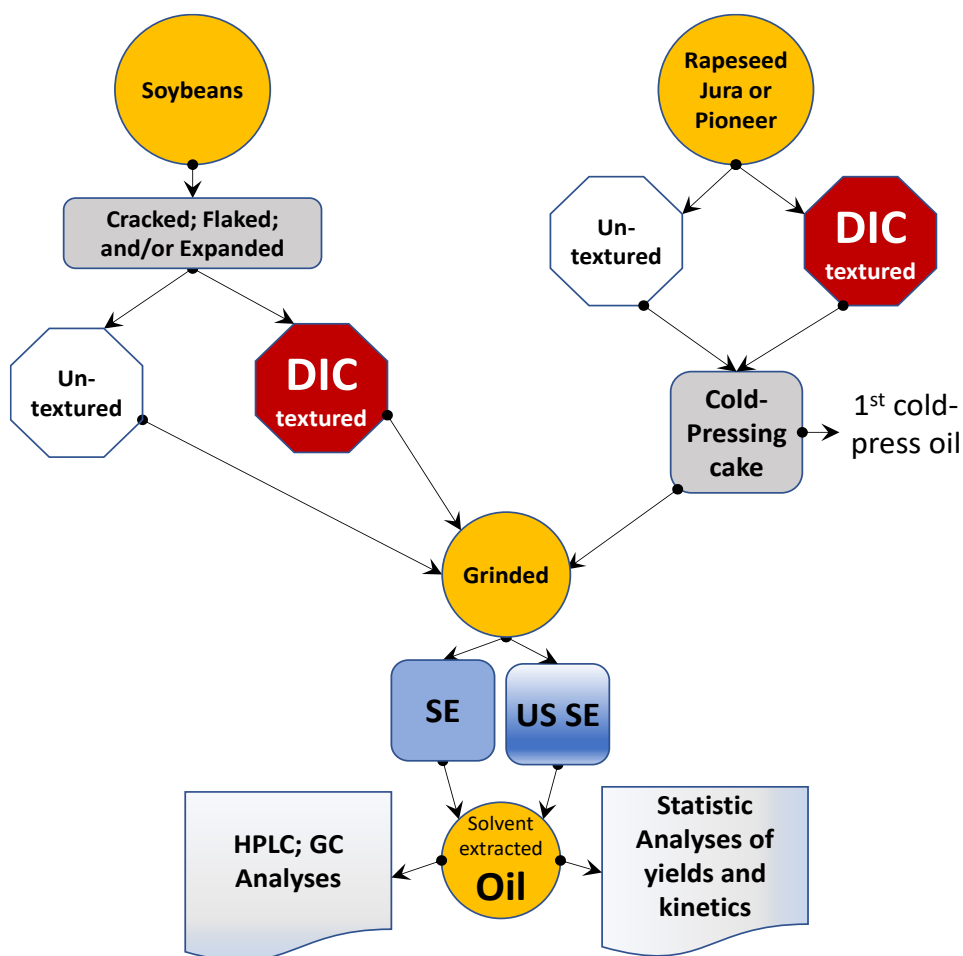 Soybeans
Rapeseed
Jura or
Pioneer
Cracked; Flaked;
and/or Expanded
Un-
textured
DIC
textured
Un-
textured
DIC
textured
Cold-
Pressing
cake
1st cold-
press oil
Grinded
SE
US SE
HPLC; GC
Analyses
Solvent
extracted
Oil
Statistic
Analyses of
yields and
kinetics